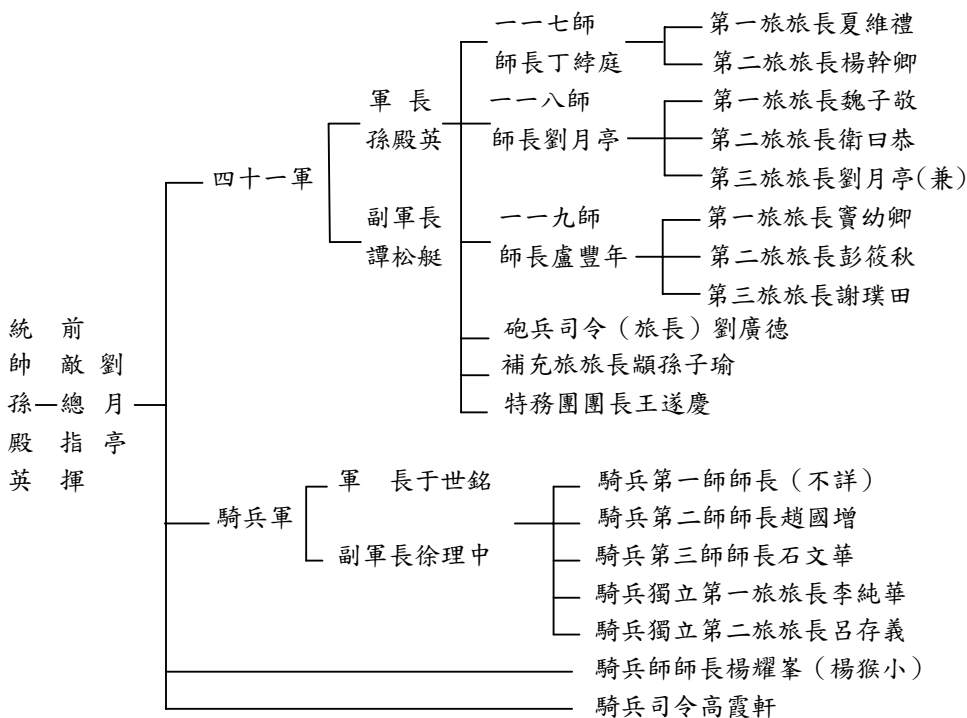 統帥孫殿英
前敵總指揮
劉月亭
四十一軍
軍 長
孫殿英
副軍長
譚松艇
一一七師
師長丁綍庭
第一旅旅長夏維禮
第二旅旅長楊幹卿
一一八師
師長劉月亭
第一旅旅長魏子敬
第二旅旅長衛曰恭
第三旅旅長劉月亭(兼)
一一九師
師長盧豐年
第一旅旅長竇幼卿
第二旅旅長彭筱秋
第三旅旅長謝璞田
砲兵司令（旅長）劉廣德
補充旅旅長顓孫子瑜
特務團團長王遂慶
騎兵軍
軍 長于世銘
副軍長徐理中
騎兵第一師師長（不詳）
騎兵第二師師長趙國增
騎兵第三師師長石文華
騎兵獨立第一旅旅長李純華
騎兵獨立第二旅旅長呂存義
騎兵師師長楊耀峯（楊猴小）
騎兵司令高霞軒